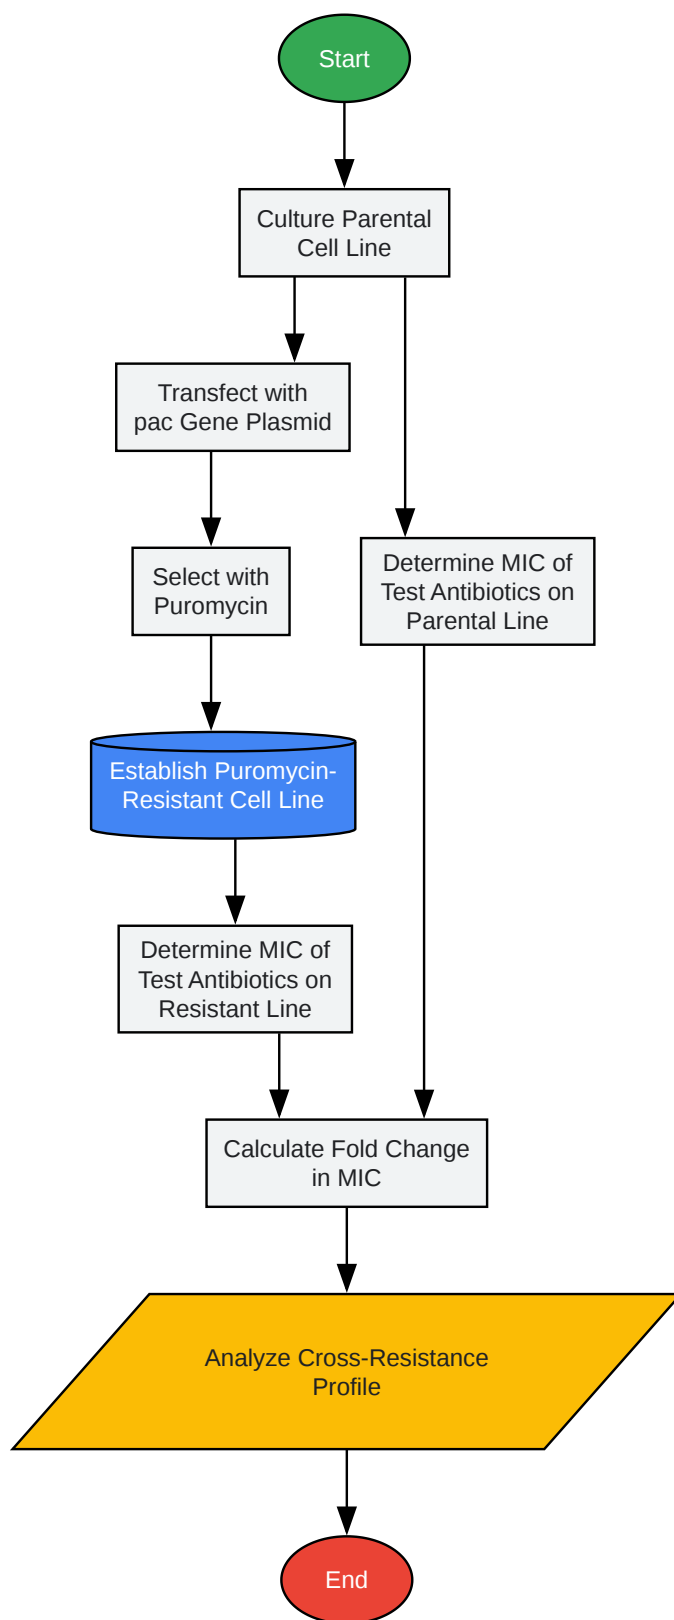 Start
Culture Parental
Cell Line
Transfect with
pac Gene Plasmid
Select with
Puromycin
Determine MIC of
Test Antibiotics on
Parental Line
Establish Puromycin-
Resistant Cell Line
Determine MIC of
Test Antibiotics on
Resistant Line
Calculate Fold Change
in MIC
Analyze Cross-Resistance
Profile
End